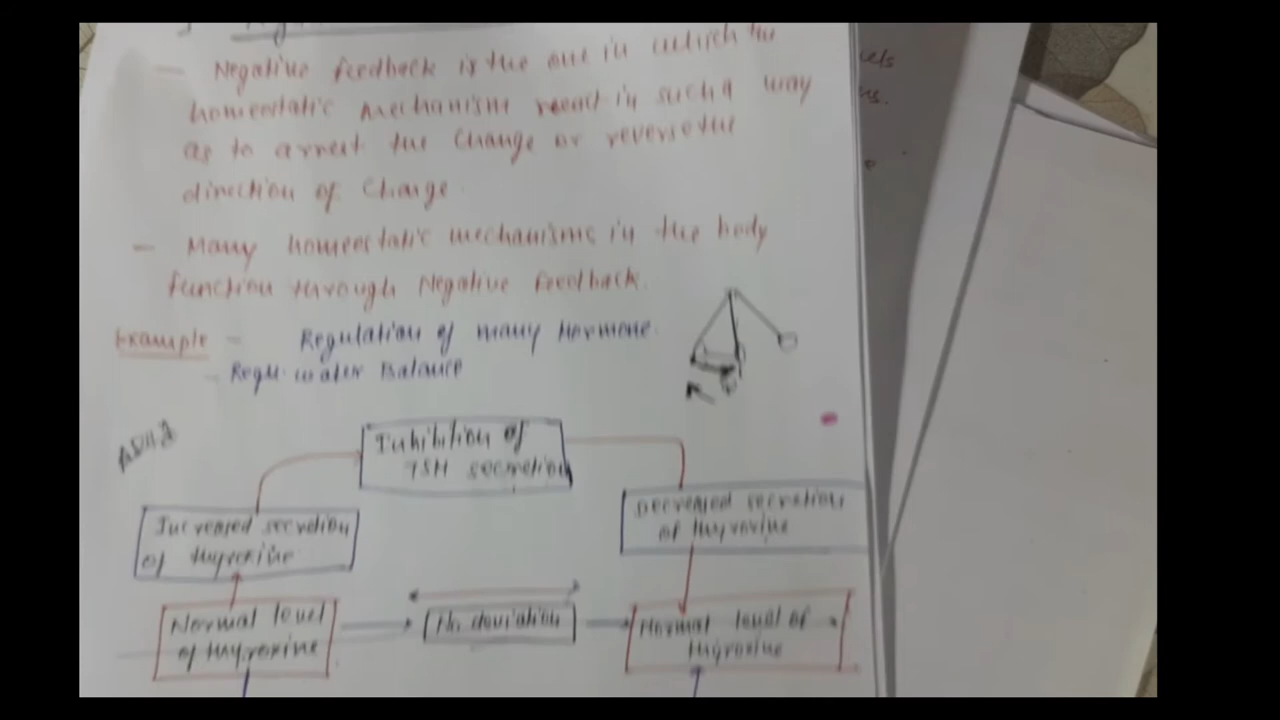 - Negative feedback is the one in which the
homeostatic mechanism react in such a way
as to arrest the Change or reverse the
direction of Change.
- Many homeostatic mechanisms in the body
function through Negative Feedback.
Example - Regulation of many Hormone.
- Regu. water Balance
Inhibition of
TSH secretion
Increased secretion
of thyroxine
Decreased secretion
of thyroxine
Normal level
of thyroxine
No deviation
Normal level of
thyroxine